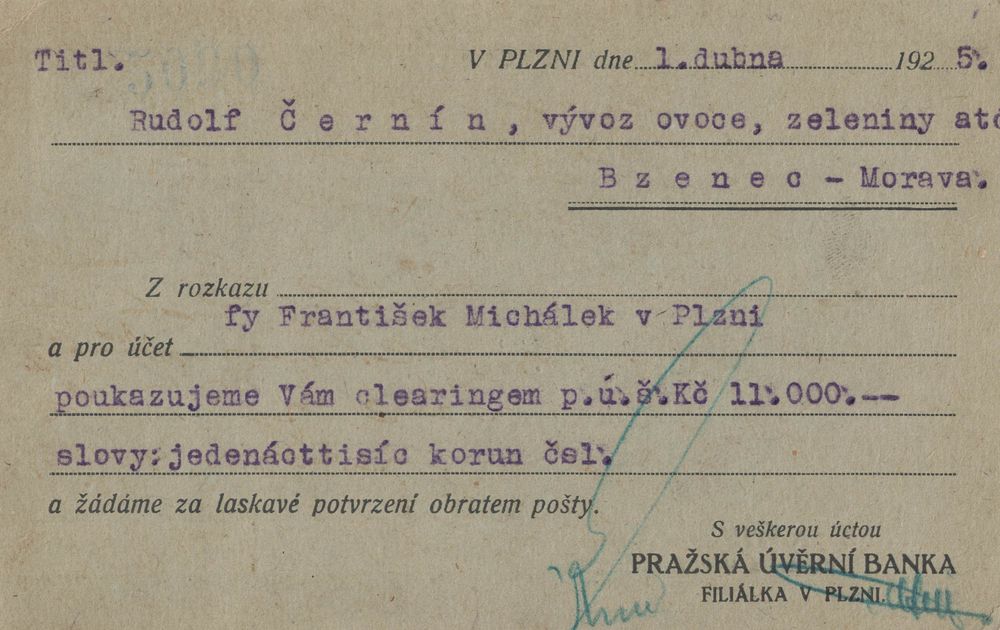 Titl. V PLZNI dne 1.dubna 192 5.
Rudolf Černín, vývoz ovoce, zeleniny atd
Bzenec - Morava.
Z rozkazu
fy František Michálek v Plzni
a pro účet
poukazujeme Vám clearingem p.ú.š.Kč 11.000.--
slovy:jedenácttisíc korun čsl.
a žádáme za laskavé potvrzení obratem pošty.
S veškerou úctou
PRAŽSKÁ ÚVĚRNÍ BANKA
FILIÁLKA V PLZNI.